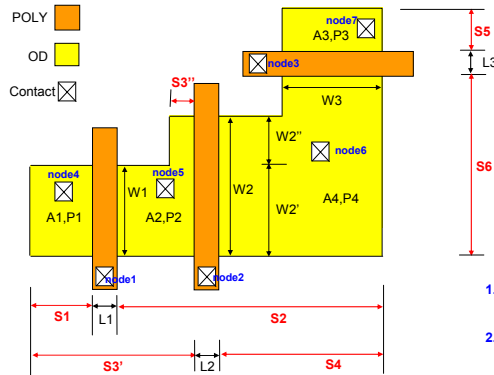 POLY
OD
Contact
node7
A3,P3
S5
node3
L3
S3''
W3
W2''
node6
S6
node4
node5
W1
W2
A1,P1
A2,P2
W2'
A4,P4
node1
node2
1.
S1
L1
S2
2.
S3'
L2
S4